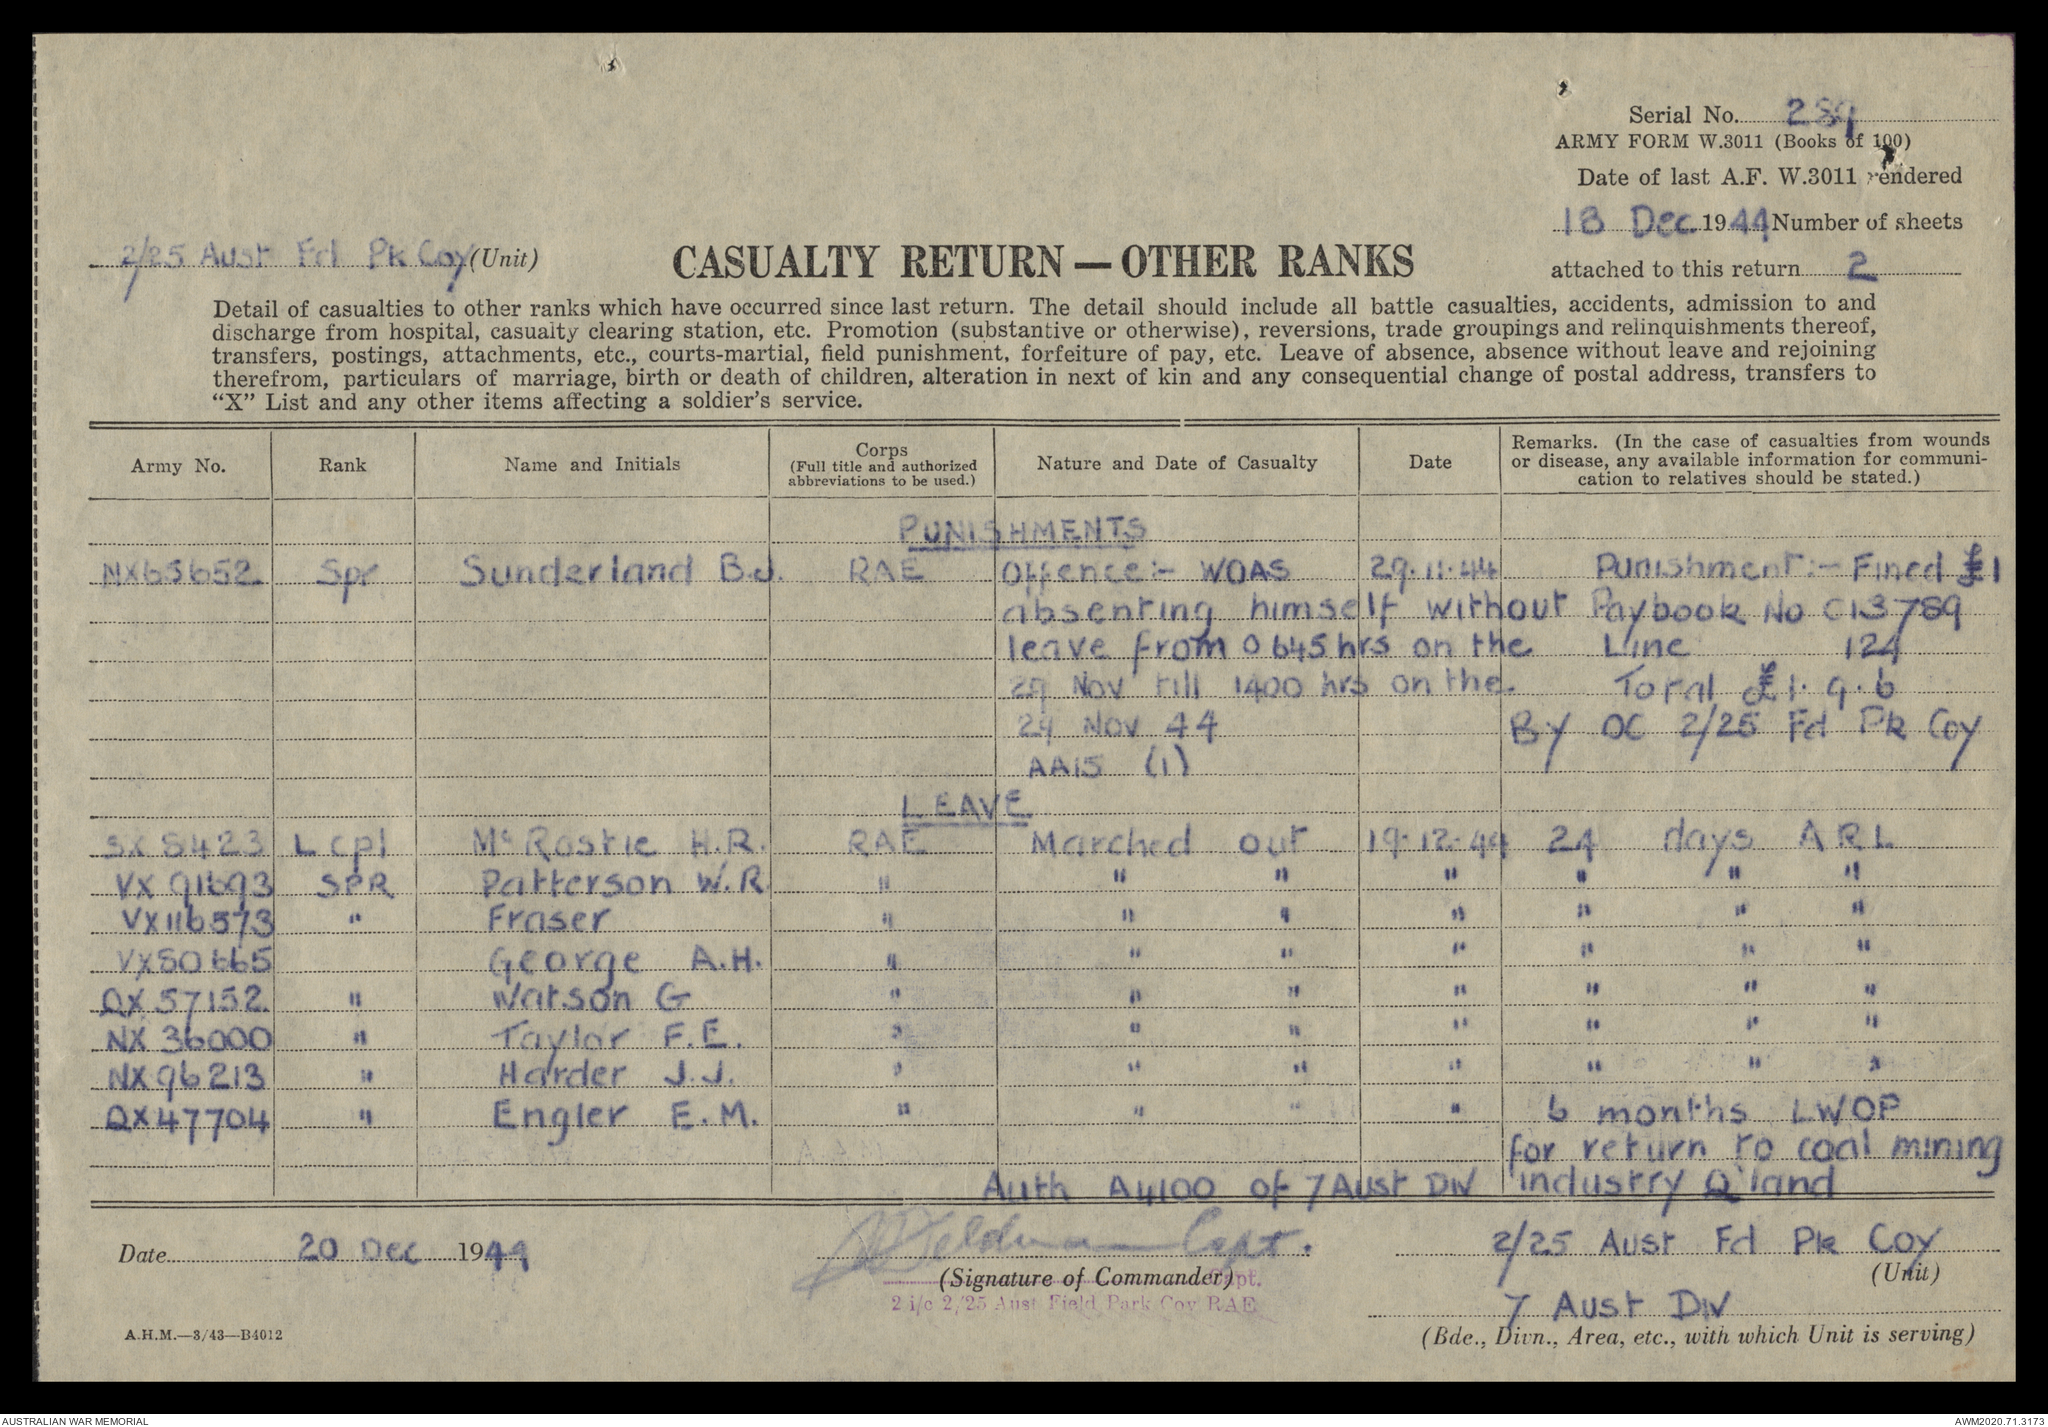 Serial No. 289
ARMY FORM W.3011 (Books of 100)
Date of last A.F. W.3011 rendered
18 Dec 1944 Number of sheets
attached to this return 2
2/25 Aust Fd Pk Coy (Unit)
CASUALTY RETURN — OTHER RANKS
Detail of casualties to other ranks which have occurred since last return. The detail should include all battle casualties, accidents, admission to and
discharge from hospital, casualty clearing station, etc. Promotion (substantive or otherwise), reversions, trade groupings and relinquishments thereof,
transfers, postings, attachments, etc., courts-martial, field punishment, forfeiture of pay, etc. Leave of absence, absence without leave and rejoining
therefrom, particulars of marriage, birth or death of children, alteration in next of kin and any consequential change of postal address, transfers to
"X" List and any other items affecting a soldier's service.
Army No. Rank Name and Initials Corps (Full title and authorized abbreviations to be used.) Nature and Date of Casualty Date Remarks. (In the case of casualties from wounds or disease, any available information for communi-cation to relatives should be stated.)
PUNISHMENTS
NX65652 Spr Sunderland B.J. RAE Offence:- WOAS 29.11.44 Punishment:- Fined £1
absenting himself without Paybook No C13789
leave from 0645 hrs on the Line 124
29 Nov till 1400 hrs on the. Total £1.9.6
29 Nov 44 By OC 2/25 Fd Pk Coy
AA15 (1)
LEAVE
SX5423 L cpl McRostie H.R. RAE Marched out 19.12.44 24 days ARL
VX91693 SPR Patterson W.R " " " " " " "
VX116573 " Fraser " " " " " " "
VX50665 George A.H. " " " " " " "
QX57152 " Watson G " " " " " " "
NX36000 " Taylor F.E. " " " " " " "
NX96213 " Harder J.J. " " " " " " "
QX47704 " Engler E.M. " " " " 6 months LWOP
for return to coal mining
Auth A4100 of 7 Aust Div industry Q'land
Date 20 Dec 1944 Capt. 2/25 Aust Fd Pk Coy
(Signature of Commander) Capt. (Unit)
2 i/c 2/25 Aust Field Park Coy RAE 7 Aust Div
A.H.M.—3/43—B4012 (Bde., Divn., Area, etc., with which Unit is serving)
AUSTRALIAN WAR MEMORIAL AWM2020.71.3173